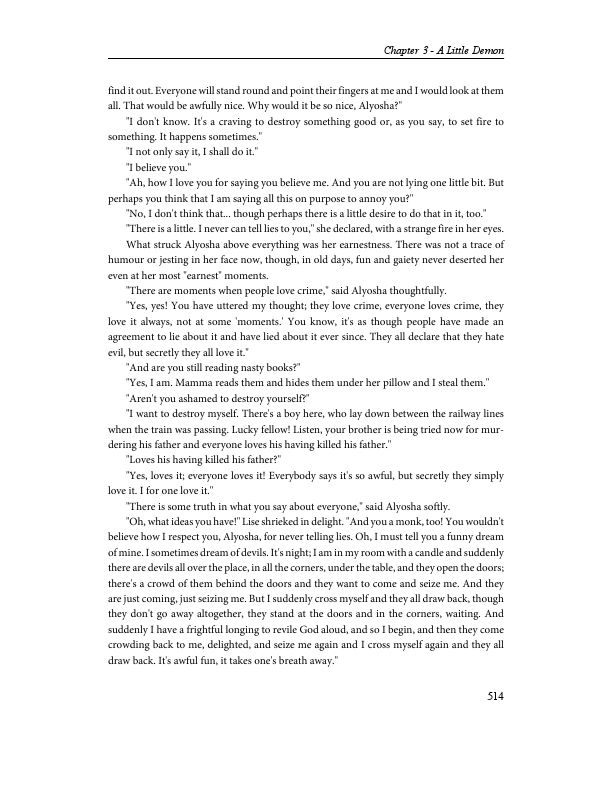 Chapter 3 - A Little Demon
find it out. Everyone will stand round and point their fingers at me and I would look at them
all. That would be awfully nice. Why would it be so nice, Alyosha?"
"I don't know. It's a craving to destroy something good or, as you say, to set fire to
something. It happens sometimes."
"I not only say it, I shall do it."
"I believe you."
"Ah, how I love you for saying you believe me. And you are not lying one little bit. But
perhaps you think that I am saying all this on purpose to annoy you?"
"No, I don't think that... though perhaps there is a little desire to do that in it, too."
"There is a little. I never can tell lies to you," she declared, with a strange fire in her eyes.
What struck Alyosha above everything was her earnestness. There was not a trace of
humour or jesting in her face now, though, in old days, fun and gaiety never deserted her
even at her most "earnest" moments.
"There are moments when people love crime," said Alyosha thoughtfully.
"Yes, yes! You have uttered my thought; they love crime, everyone loves crime, they
love it always, not at some 'moments.' You know, it's as though people have made an
agreement to lie about it and have lied about it ever since. They all declare that they hate
evil, but secretly they all love it."
"And are you still reading nasty books?"
"Yes, I am. Mamma reads them and hides them under her pillow and I steal them."
"Aren't you ashamed to destroy yourself?"
"I want to destroy myself. There's a boy here, who lay down between the railway lines
when the train was passing. Lucky fellow! Listen, your brother is being tried now for mur-
dering his father and everyone loves his having killed his father."
"Loves his having killed his father?"
"Yes, loves it; everyone loves it! Everybody says it's so awful, but secretly they simply
love it. I for one love it."
"There is some truth in what you say about everyone," said Alyosha softly.
"Oh, what ideas you have!" Lise shrieked in delight. "And you a monk, too! You wouldn't
believe how I respect you, Alyosha, for never telling lies. Oh, I must tell you a funny dream
of mine. I sometimes dream of devils. It's night; I am in my room with a candle and suddenly
there are devils all over the place, in all the corners, under the table, and they open the doors;
there's a crowd of them behind the doors and they want to come and seize me. And they
are just coming, just seizing me. But I suddenly cross myself and they all draw back, though
they don't go away altogether, they stand at the doors and in the corners, waiting. And
suddenly I have a frightful longing to revile God aloud, and so I begin, and then they come
crowding back to me, delighted, and seize me again and I cross myself again and they all
draw back. It's awful fun, it takes one's breath away."
514